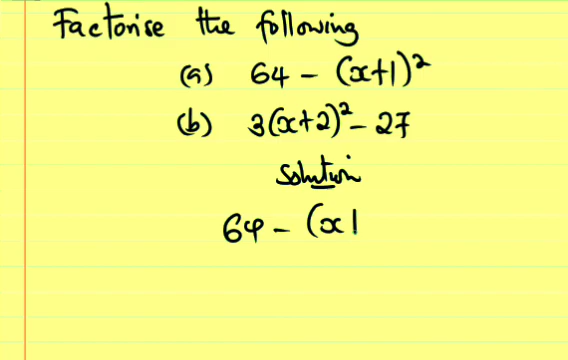 Factorise the following
(a) 64 - (x+1)²
(b) 3(x+2)² - 27
Solution
64 - (x